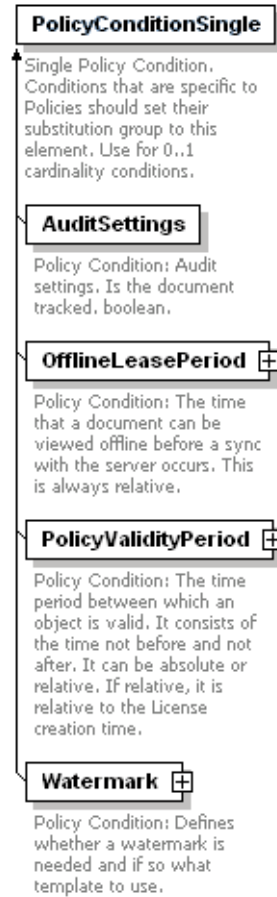 PolicyConditionSingle
Single Policy Condition.
Conditions that are specific to
Policies should set their
substitution group to this
element. Use for 0..1
cardinality conditions.
AuditSettings
Policy Condition: Audit
settings. Is the document
tracked. boolean.
OfflineLeasePeriod
Policy Condition: The time
that a document can be
viewed offline before a sync
with the server occurs. This
is always relative.
PolicyValidityPeriod
Policy Condition: The time
period between which an
object is valid. It consists of
the time not before and not
after. It can be absolute or
relative. If relative, it is
relative to the License
creation time.
Watermark
Policy Condition: Defines
whether a watermark is
needed and if so what
template to use.